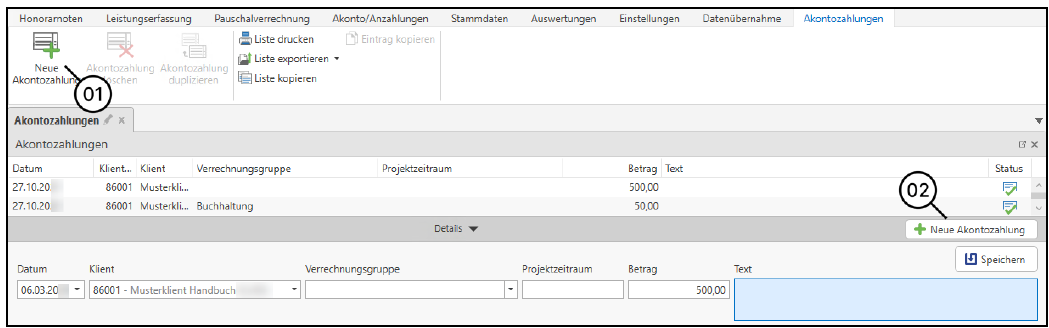 Honorarnoten Leistungserfassung Pauschalverrechnung Akonto/Anzahlungen Stammdaten Auswertungen Einstellungen Datenübernahme Akontozahlungen
Neue Akontozahlung
Akontozahlung löschen
Akontozahlung duplizieren
Liste drucken
Liste exportieren
Liste kopieren
Eintrag kopieren
01
Akontozahlungen
Akontozahlungen
Datum Klient... Klient Verrechnungsgruppe Projektzeitraum Betrag Text Status
27.10.20 86001 Musterkli... 500,00
27.10.20 86001 Musterkli... Buchhaltung 50,00
02
Details
Neue Akontozahlung
Speichern
Datum Klient Verrechnungsgruppe Projektzeitraum Betrag Text
06.03.20 86001 - Musterklient Handbuch 500,00